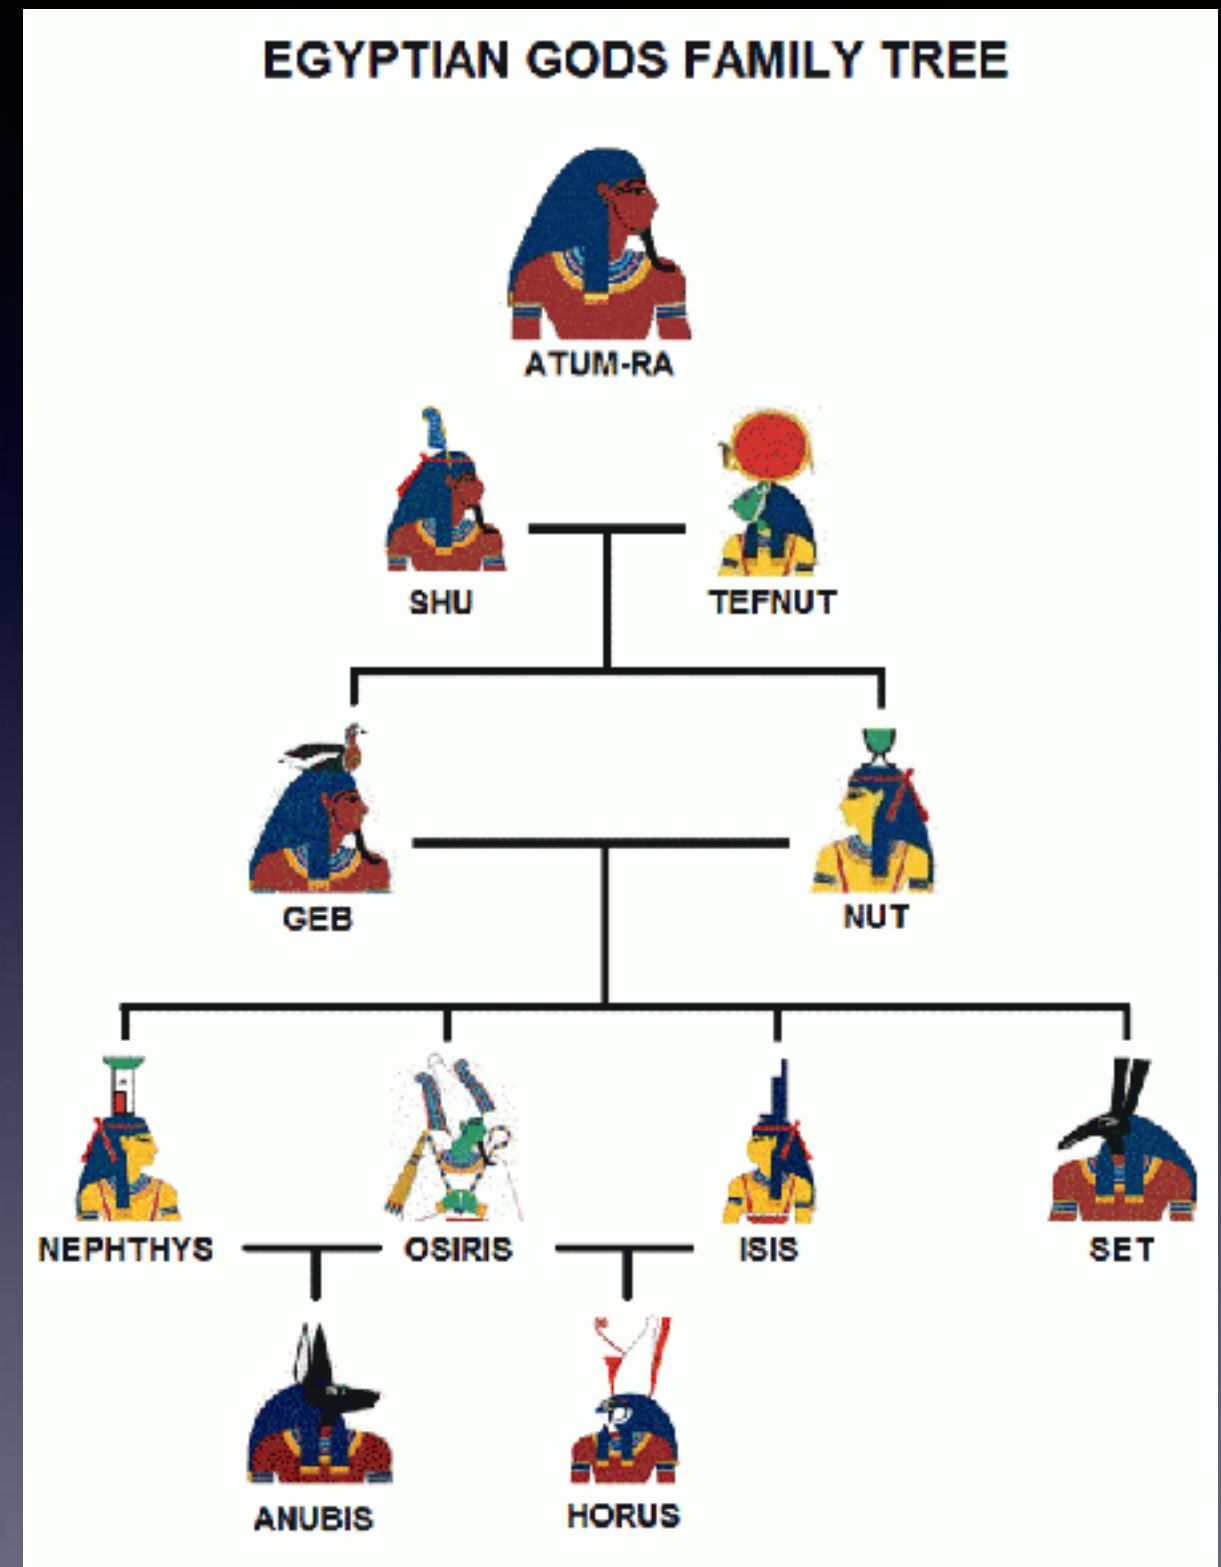 EGYPTIAN GODS FAMILY TREE
ATUM-RA
SHU
TEFNUT
GEB
NUT
NEPHTHYS
OSIRIS
ISIS
SET
ANUBIS
HORUS